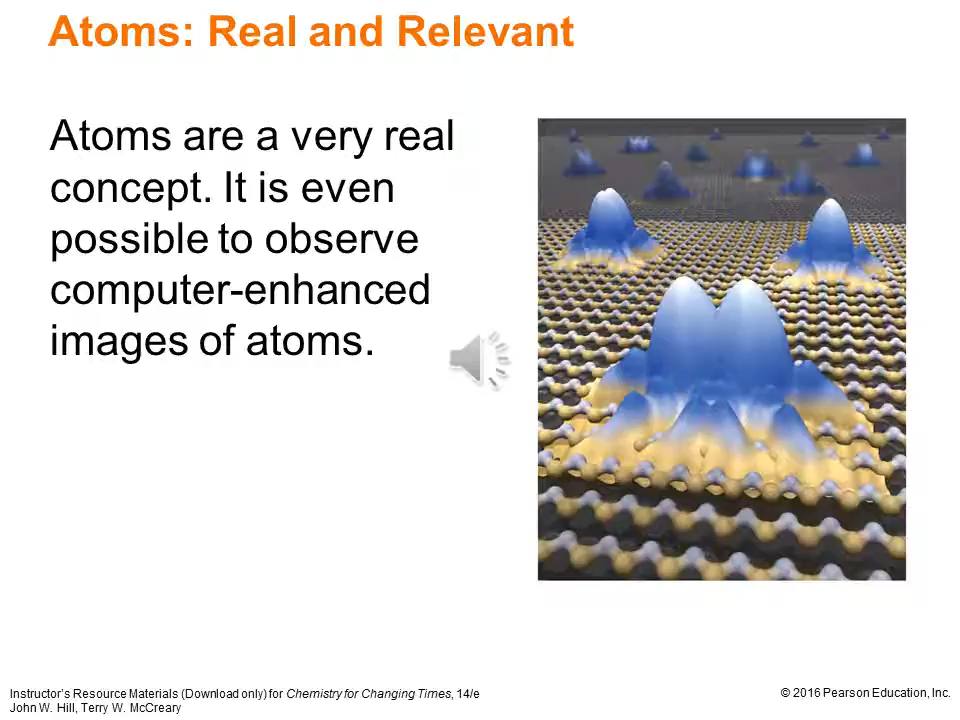 Atoms: Real and Relevant
Atoms are a very real
concept. It is even
possible to observe
computer-enhanced
images of atoms.
Instructor's Resource Materials (Download only) for Chemistry for Changing Times, 14/e
John W. Hill, Terry W. McCreary
© 2016 Pearson Education, Inc.